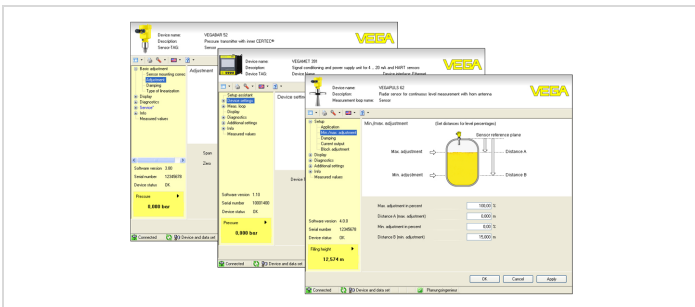 Device name: VEGABAR 52
Description: Pressure transmitter with inner CERTEC®
Sensor TAG: Sensor
VEGA
Basic adjustment
Sensor mounting correc
Adjustment
Damping
Type of linearization
Display
Diagnostics
Service
Info
Measured values
Adjustment
Span
Zero
Software version 3.80
Serial number 12345678
Device status OK
Pressure
0,000 bar
Connected Device and data set
Device name: VEGAMET 391
Description: Signal conditioning and power supply unit for 4 ... 20 mA and HART sensors
Device TAG: Device Name Device interface: Ethernet
VEGA
Setup assistant
Device settings
Meas. loop
Display
Diagnostics
Additional settings
Info
Measured values
Device settin
Device T
Software version 1.10
Serial number 10001400
Device status OK
Pressure
0,000 bar
Connected Device and data set
Device name: VEGAPULS 62
Description: Radar sensor for continuous level measurement with horn antenna
Measurement loop name: Sensor
VEGA
Setup
Application
Min./max. adjustment
Damping
Current output
Block adjustment
Display
Diagnostics
Additional settings
Info
Measured values
Min./max. adjustment (Set distances for level percentages)
Sensor reference plane
Max. adjustment Distance A
Min. adjustment Distance B
Max. adjustment in percent 100,00 %
Distance A (max. adjustment) 0,000 m
Min. adjustment in percent 0,00 %
Distance B (min. adjustment) 15,000 m
Software version 4.0.0
Serial number 12345678
Device status OK
Filling height
12,574 m
OK Cancel Apply
Connected Device and data set Planungsingenieur